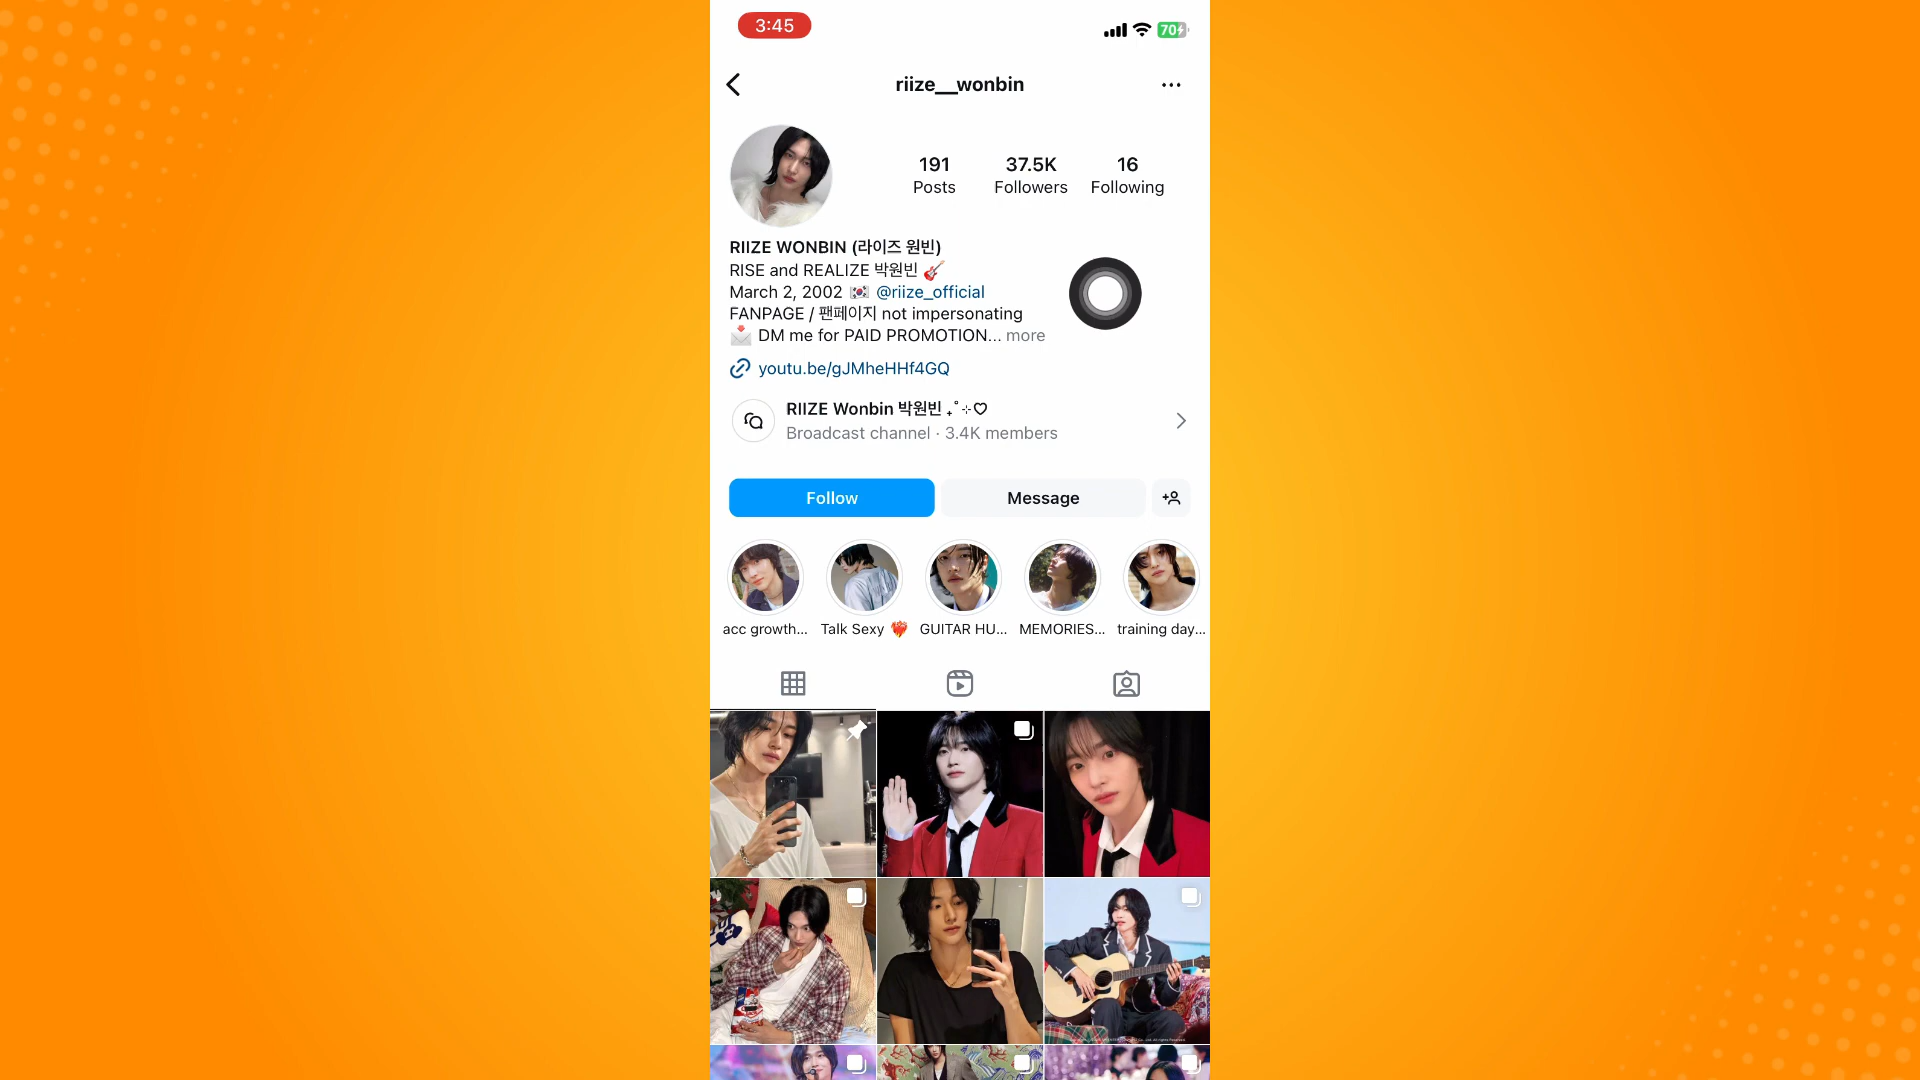 3:45
70
riize__wonbin
191
37.5K
16
Posts
Followers
Following
RIIZE WONBIN (라이즈 원빈)
RISE and REALIZE 박원빈 🎸
March 2, 2002 🇰🇷 @riize_official
FANPAGE / 팬페이지 not impersonating
📩 DM me for PAID PROMOTION... more
youtu.be/gJMheHHf4GQ
RIIZE Wonbin 박원빈 ₊˚⊹♡
Broadcast channel · 3.4K members
Follow
Message
acc growth...
Talk Sexy ❤️‍🔥
GUITAR HU...
MEMORIES...
training day...